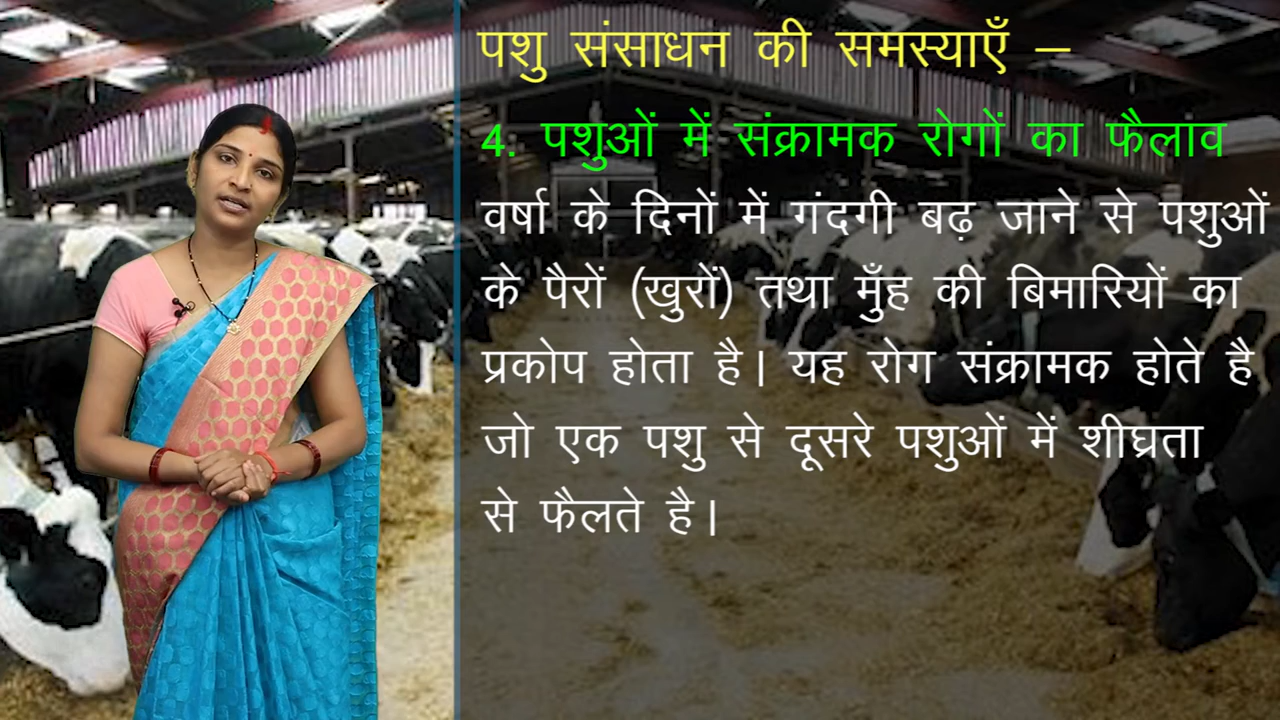 पशु संसाधन की समस्याएँ –
4. पशुओं में संक्रामक रोगों का फैलाव
वर्षा के दिनों में गंदगी बढ़ जाने से पशुओं
के पैरों (खुरों) तथा मुँह की बिमारियों का
प्रकोप होता है। यह रोग संक्रामक होते है
जो एक पशु से दूसरे पशुओं में शीघ्रता
से फैलते है।